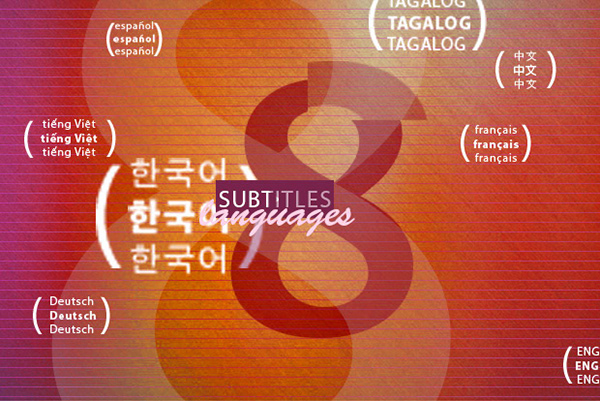 TAGALOG
TAGALOG
TAGALOG
español
español
español
中文
中文
中文
tiếng Việt
tiếng Việt
tiếng Việt
français
français
français
한국어
한국어
한국어
8
SUBTITLES
languages
Deutsch
Deutsch
Deutsch
ENG
ENG
ENG